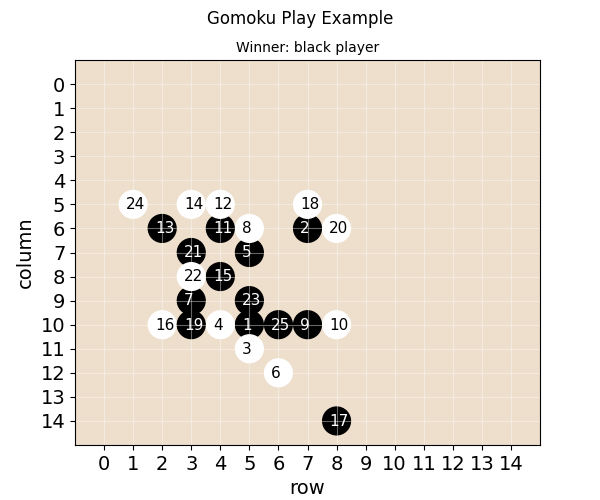 Gomoku Play Example
Winner: black player
column
0
1
2
3
4
5 24 14 12 18
6 13 11 8 2 20
7 21 5
8 22 15
9 7 23
10 16 19 4 1 25 9 10
11 3
12 6
13
14 17
0 1 2 3 4 5 6 7 8 9 10 11 12 13 14
row